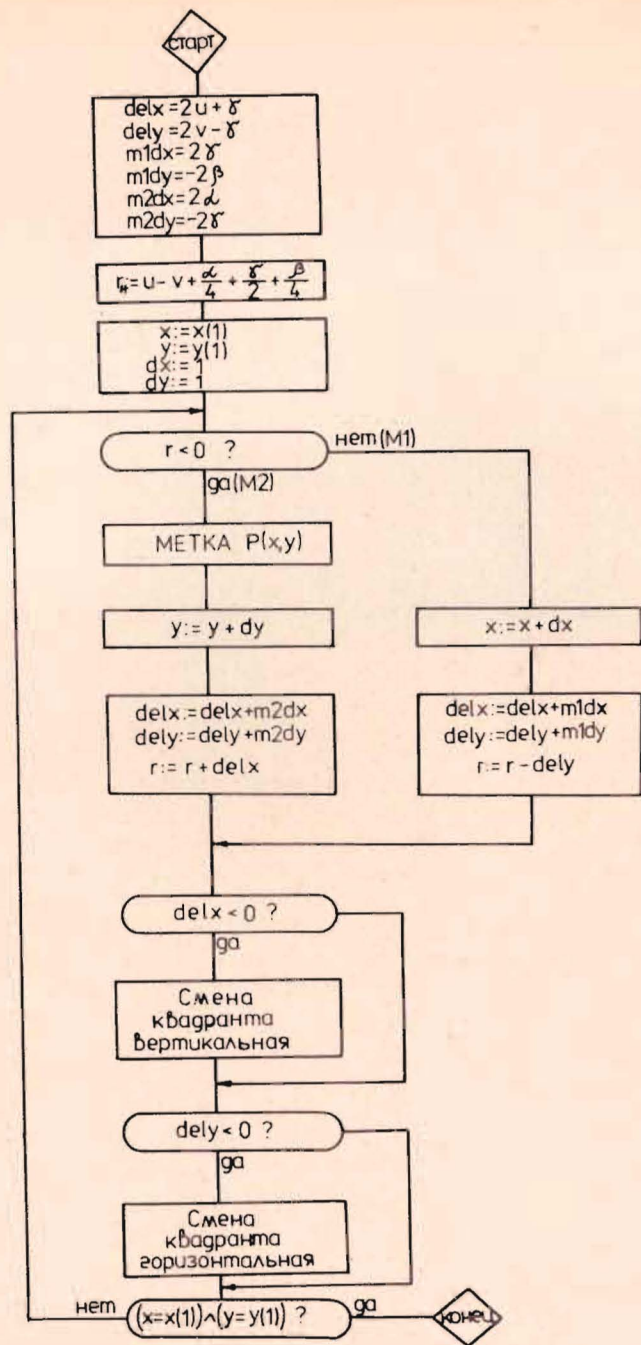 старт
delx=2u+γ
dely=2v-γ
m1dx=2γ
m1dy=-2β
m2dx=2α
m2dy=-2γ
:=u-v+α/4+γ/2+β/4
x:=x(1)
y:=y(1)
dx:=1
dy:=1
r<0 ?
нет(M1)
да(M2)
МЕТКА P(x,y)
y:=y+dy
x:=x+dx
delx:=delx+m2dx
dely:=dely+m2dy
r:=r+delx
delx:=delx+m1dx
dely:=dely+m1dy
r:=r-dely
delx<0 ?
да
Смена
квадранта
вертикальная
dely<0 ?
да
Смена
квадранта
горизонтальная
нет
(x=x(1))∧(y=y(1)) ?
да
конец